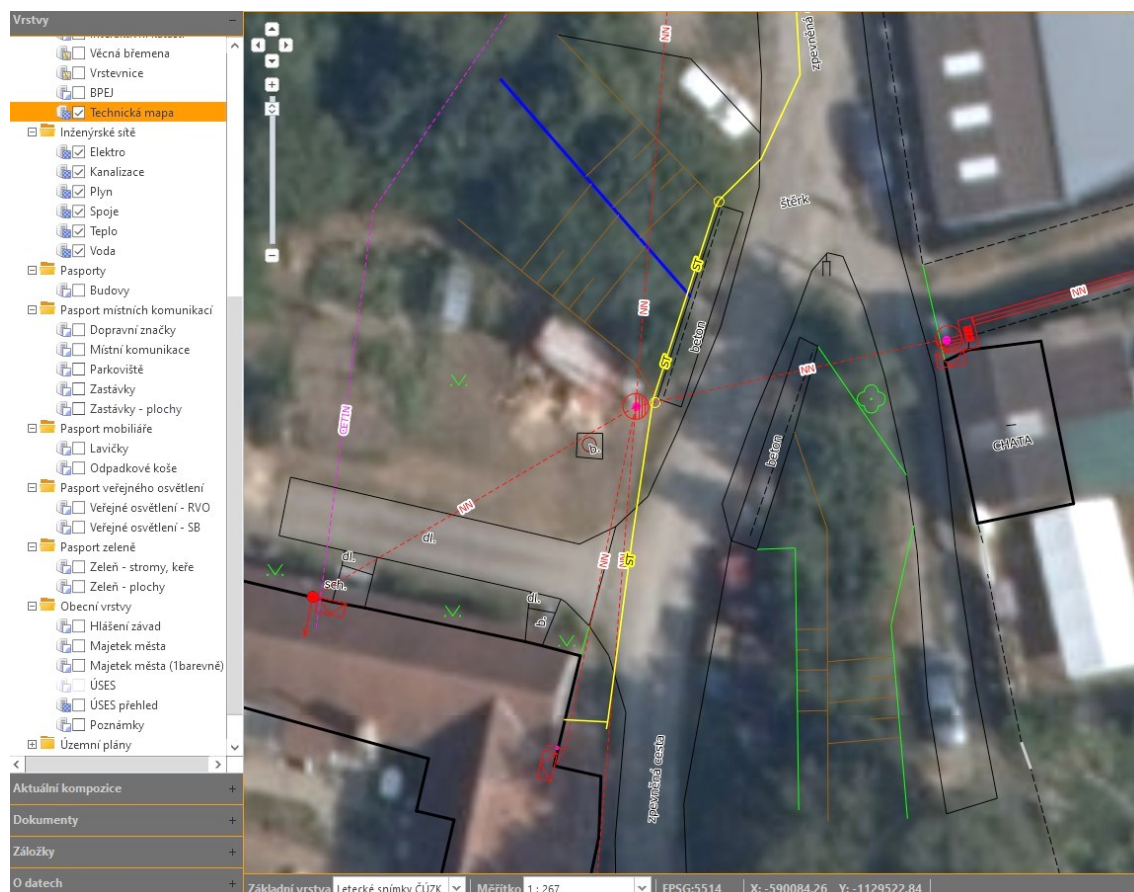 Vrstvy
Věcná břemena
Vrstevnice
BPEJ
Technická mapa
Inženýrské sítě
Elektro
Kanalizace
Plyn
Spoje
Teplo
Voda
Pasporty
Budovy
Pasport místních komunikací
Dopravní značky
Místní komunikace
Parkoviště
Zastávky
Zastávky - plochy
Pasport mobiliáře
Lavičky
Odpadkové koše
Pasport veřejného osvětlení
Veřejné osvětlení - RVO
Veřejné osvětlení - SB
Pasport zeleně
Zeleň - stromy, keře
Zeleň - plochy
Obecní vrstvy
Hlášení závad
Majetek města
Majetek města (1barevně)
ÚSES
ÚSES přehled
Poznámky
Územní plány
Aktuální kompozice
Dokumenty
Záložky
O datech
NN
zpevněná
štěrk
ST
NN
NN
beton
ST
NN
CHATA
beton
b.
NN
dl.
dl.
sch.
dl.
b.
NN
NN
ST
zpevněná cesta
Základní vrstva Letecké snímky ČÚZK Měřítko 1 : 267 EPSG:5514 X: -590084.26 Y: -1129522.84